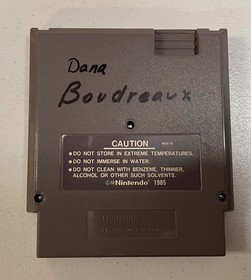 Dana
Boudreaux
CAUTION REV-A
• DO NOT STORE IN EXTREME TEMPERATURES.
• DO NOT IMMERSE IN WATER.
• DO NOT CLEAN WITH BENZENE, THINNER,
ALCOHOL OR OTHER SUCH SOLVENTS.
©Nintendo® 1985
Nintendo